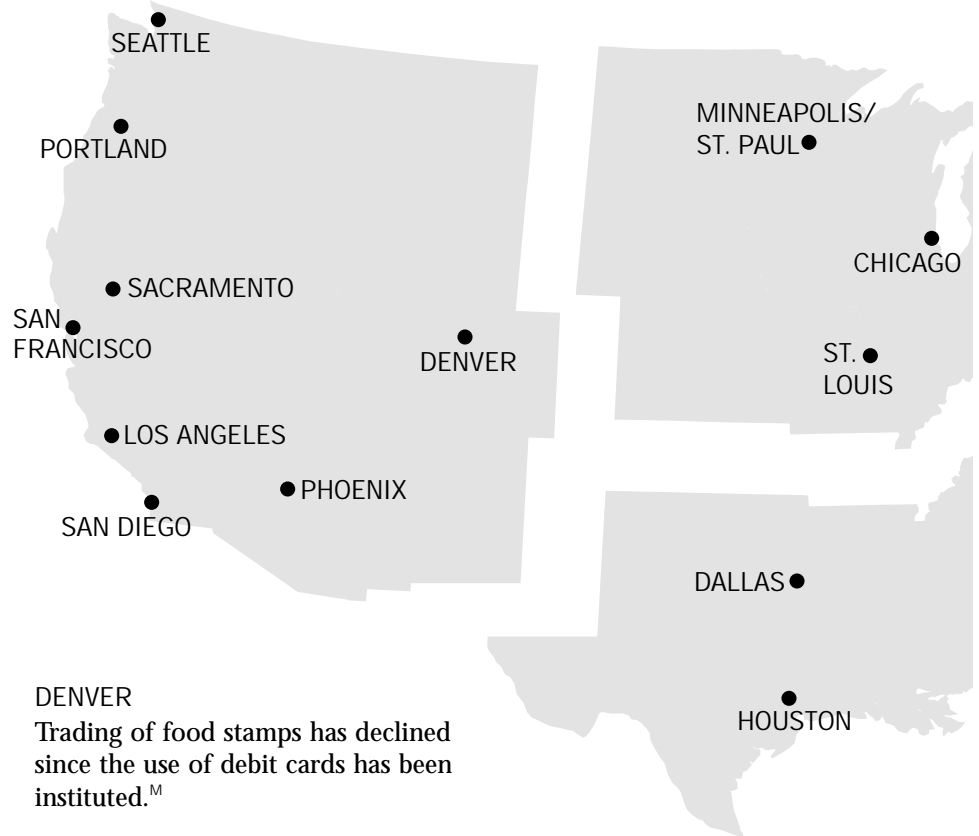 SEATTLE
MINNEAPOLIS/
ST. PAUL
PORTLAND
CHICAGO
SACRAMENTO
SAN
FRANCISCO
DENVER
ST.
LOUIS
LOS ANGELES
PHOENIX
SAN DIEGO
DALLAS
HOUSTON
DENVER
Trading of food stamps has declined
since the use of debit cards has been
instituted.ᴹ